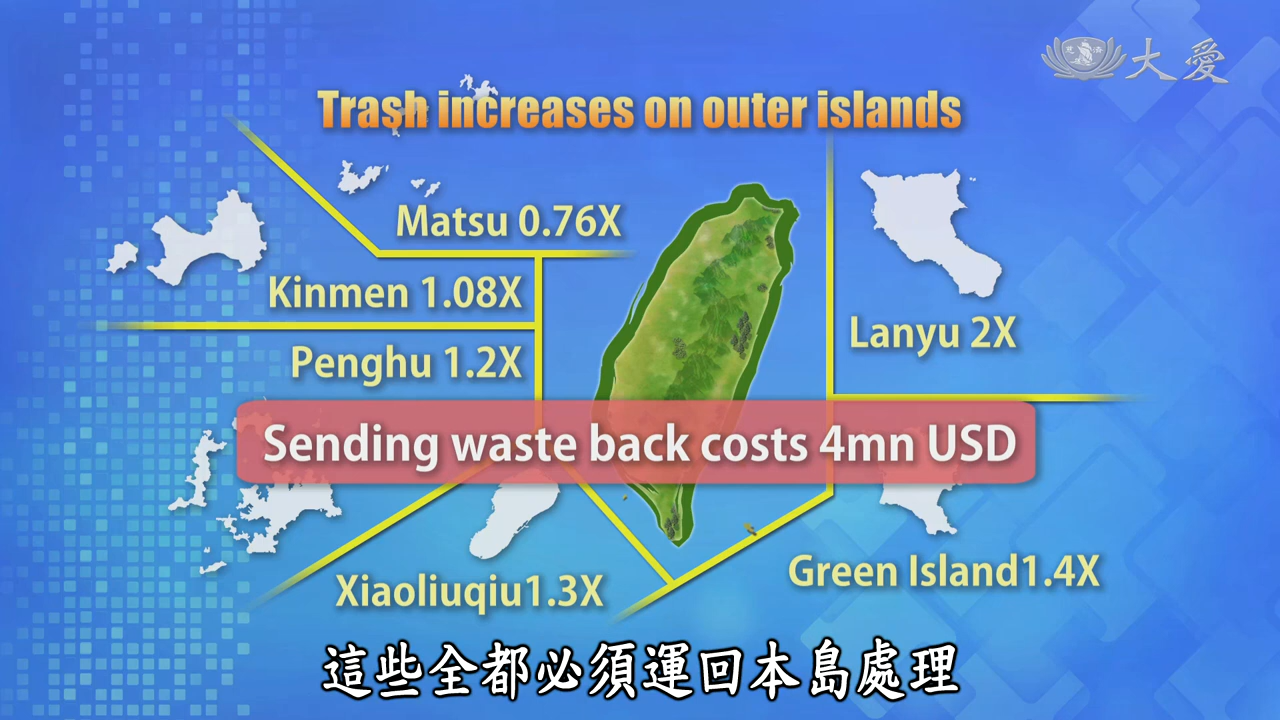 大愛
Trash increases on outer islands
Matsu 0.76X
Kinmen 1.08X
Penghu 1.2X
Lanyu 2X
Sending waste back costs 4mn USD
Green Island1.4X
Xiaoliuqiu1.3X
這些全都必須運回本島處理